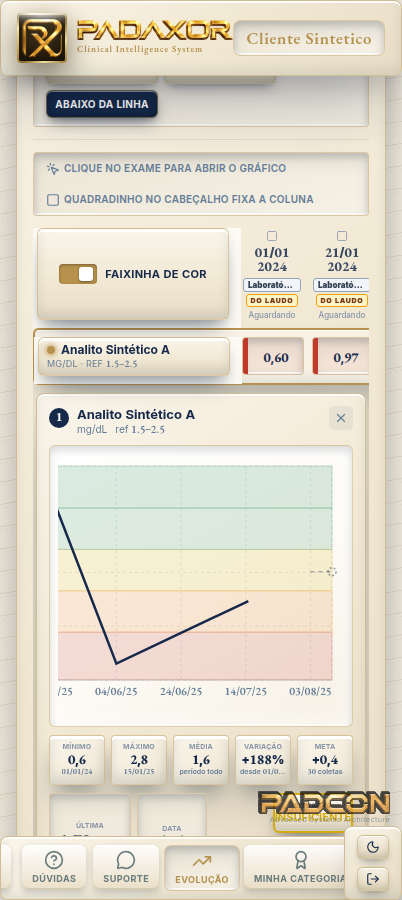 PADAXOR
Clinical Intelligence System
Cliente Sintetico
ABAIXO DA LINHA
CLIQUE NO EXAME PARA ABRIR O GRÁFICO
QUADRADINHO NO CABEÇALHO FIXA A COLUNA
FAIXINHA DE COR
01/01 2024
Laborató…
DO LAUDO
Aguardando
21/01 2024
Laborató…
DO LAUDO
Aguardando
Analito Sintético A
MG/DL · REF 1.5–2.5
0,60
0,97
1
Analito Sintético A
mg/dL ref 1.5–2.5
/25 04/06/25 24/06/25 14/07/25 03/08/25
MÍNIMO
0,6
01/01/24
MÁXIMO
2,8
15/01/25
MÉDIA
1,6
período todo
VARIAÇÃO
+188%
desde 01/0…
META
+0,4
30 coletas
ÚLTIMA
DATA
PADCON
INSUFICIENTE
DÚVIDAS
SUPORTE
EVOLUÇÃO
MINHA CATEGORIA